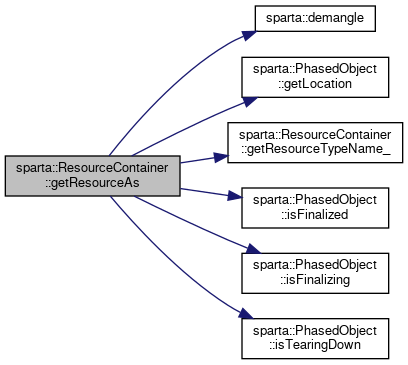 sparta::demangle
sparta::PhasedObject
::getLocation
sparta::ResourceContainer
::getResourceTypeName_
sparta::ResourceContainer
::getResourceAs
sparta::PhasedObject
::isFinalized
sparta::PhasedObject
::isFinalizing
sparta::PhasedObject
::isTearingDown